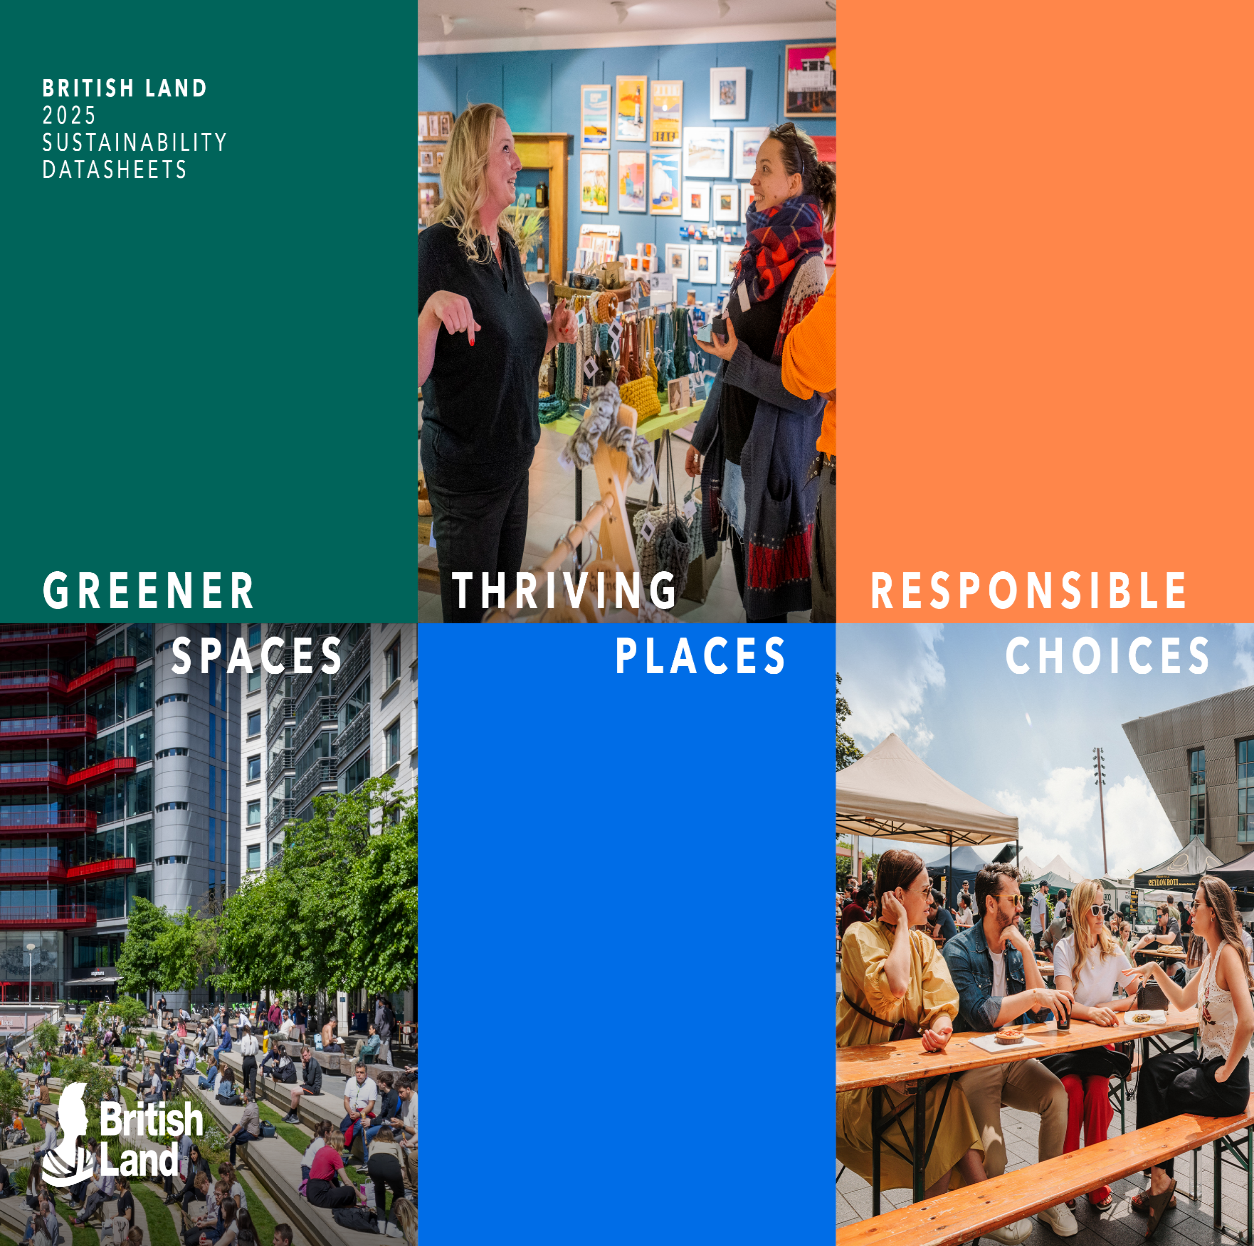 BRITISH LAND
2025
SUSTAINABILITY
DATASHEETS
GREENER
SPACES
THRIVING
PLACES
RESPONSIBLE
CHOICES
British
Land